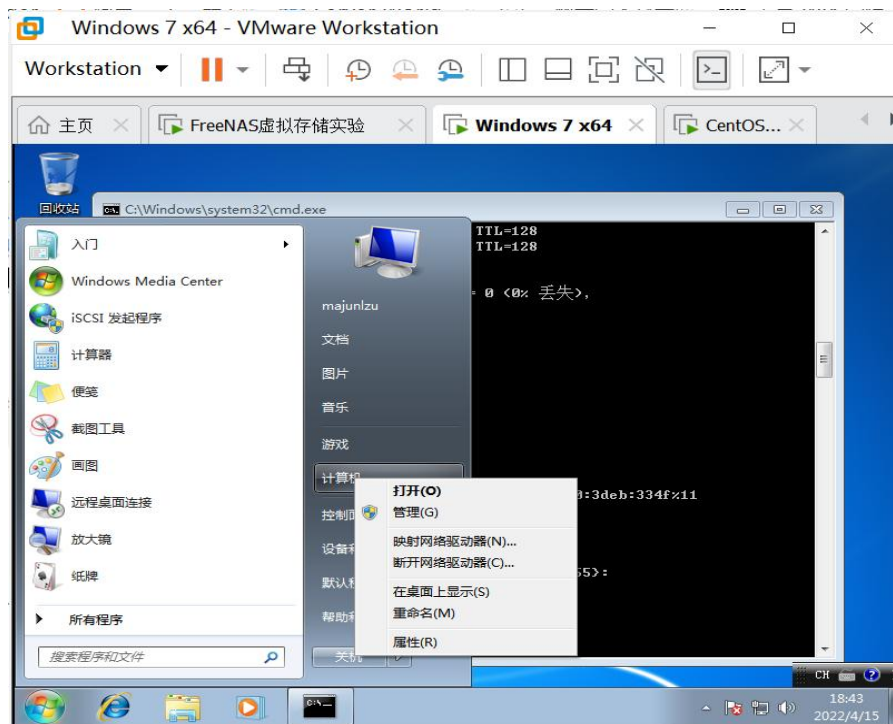 Windows 7 x64 - VMware Workstation
Workstation
主页
FreeNAS虚拟存储实验
Windows 7 x64
CentOS...
回收站
C:\Windows\system32\cmd.exe
TTL=128
TTL=128
= 0 (0% 丢失),
:3deb:334f%11
55):
入门
Windows Media Center
iSCSI 发起程序
计算器
便笺
截图工具
画图
远程桌面连接
放大镜
纸牌
所有程序
搜索程序和文件
majunlzu
文档
图片
音乐
游戏
计算机
控制面
设备和
默认程
帮助和
关机
打开(O)
管理(G)
映射网络驱动器(N)...
断开网络驱动器(C)...
在桌面上显示(S)
重命名(M)
属性(R)
CH
18:43
2022/4/15